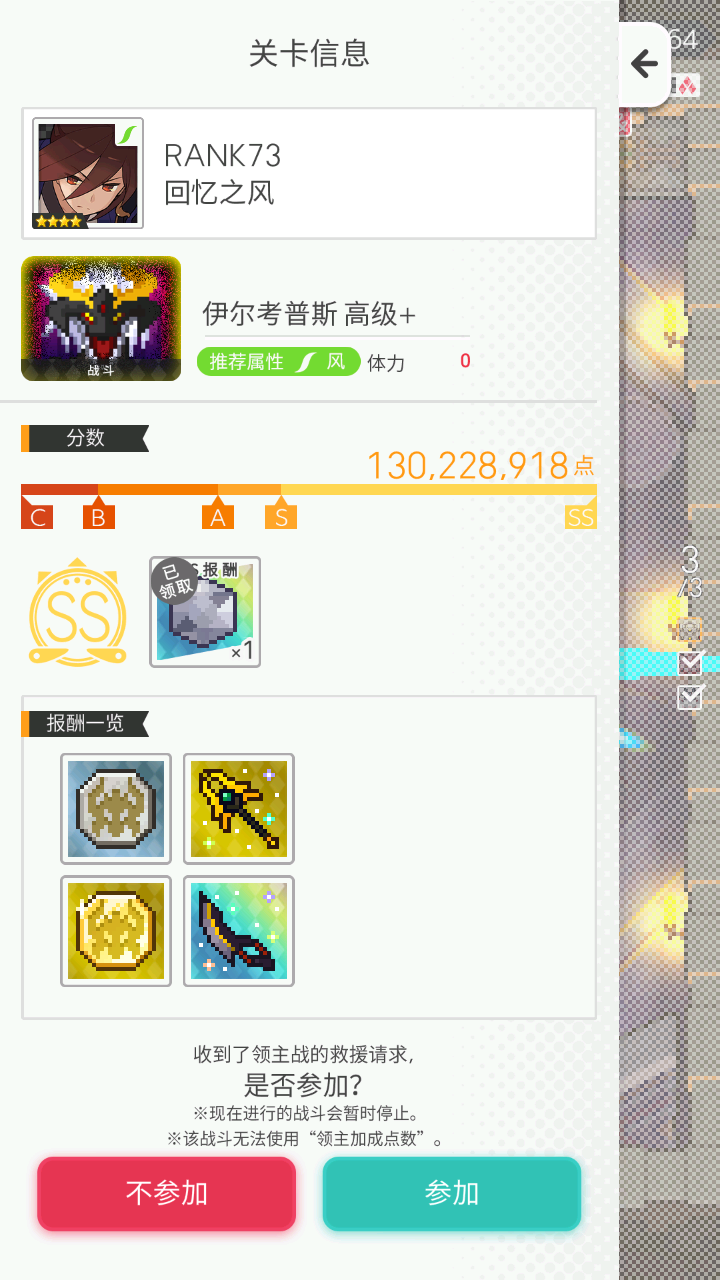 关卡信息
64
RANK73
回忆之风
伊尔考普斯 高级+
战斗
推荐属性 风 体力 0
分数
130,228,918点
C B A S SS
SS
已领取
S报酬
×1
3
/3
报酬一览
收到了领主战的救援请求,
是否参加?
※现在进行的战斗会暂时停止。
※该战斗无法使用“领主加成点数”。
不参加 参加